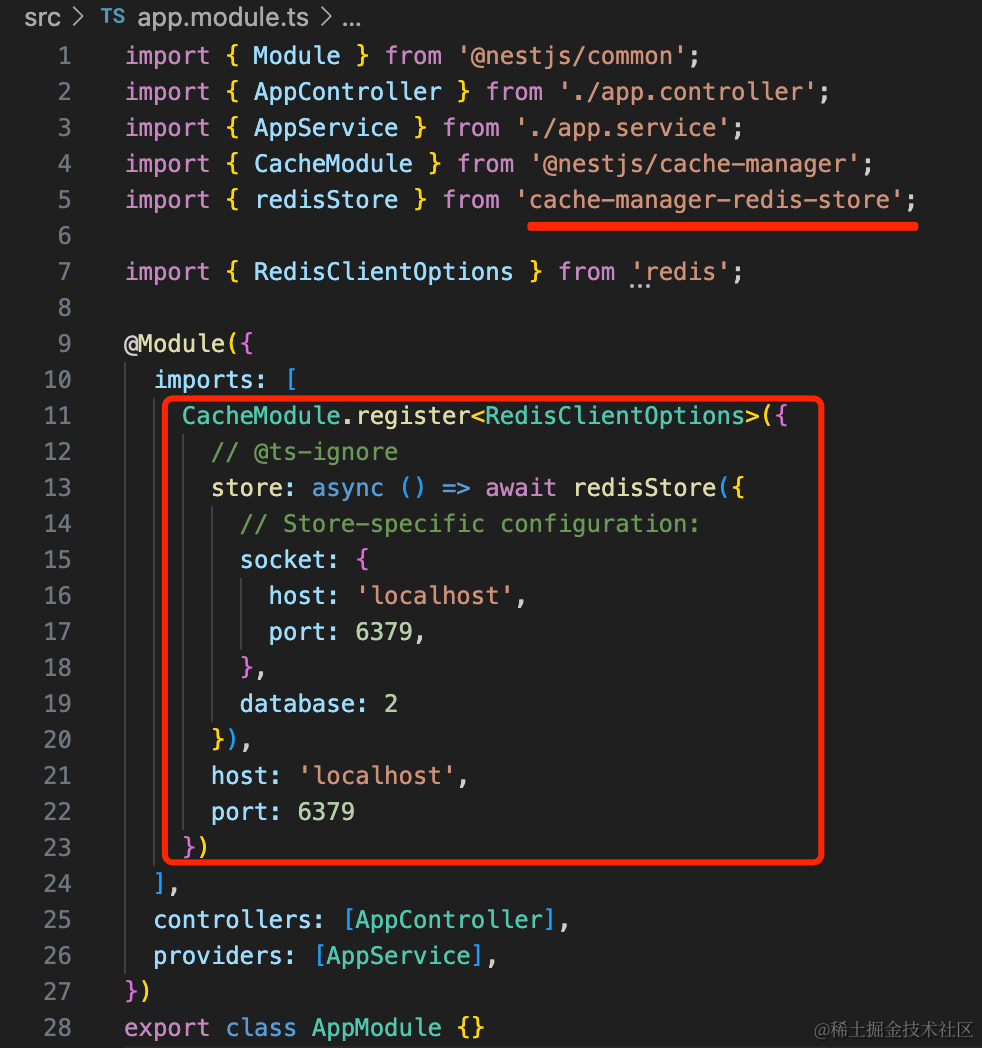 src > TS app.module.ts > ...
1 import { Module } from '@nestjs/common';
2 import { AppController } from './app.controller';
3 import { AppService } from './app.service';
4 import { CacheModule } from '@nestjs/cache-manager';
5 import { redisStore } from 'cache-manager-redis-store';
6
7 import { RedisClientOptions } from 'redis';
8
9 @Module({
10   imports: [
11     CacheModule.register<RedisClientOptions>({
12       // @ts-ignore
13       store: async () => await redisStore({
14         // Store-specific configuration:
15         socket: {
16           host: 'localhost',
17           port: 6379,
18         },
19         database: 2
20       }),
21       host: 'localhost',
22       port: 6379
23     })
24   ],
25   controllers: [AppController],
26   providers: [AppService],
27 })
28 export class AppModule {}
@稀土掘金技术社区